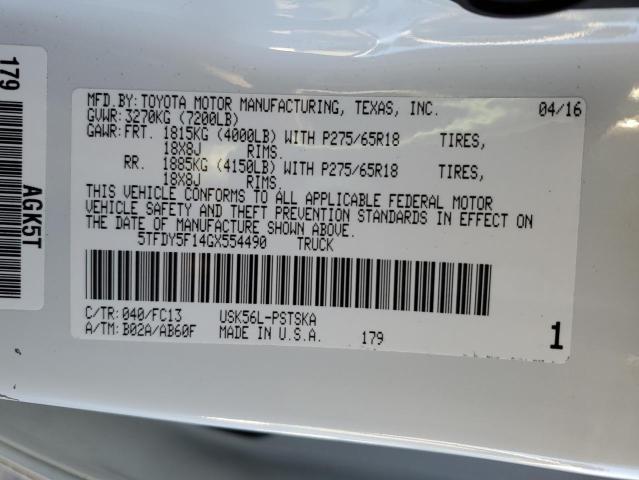 MFD.BY:TOYOTA MOTOR MANUFACTURING, TEXAS, INC. 04/16
GVWR:3270KG (7200LB)
GAWR:FRT. 1815KG (4000LB) WITH P275/65R18 TIRES,
18X8J RIMS.
RR. 1885KG (4150LB) WITH P275/65R18 TIRES,
18X8J RIMS.
THIS VEHICLE CONFORMS TO ALL APPLICABLE FEDERAL MOTOR
VEHICLE SAFETY AND THEFT PREVENTION STANDARDS IN EFFECT ON
THE DATE OF MANUFACTURE SHOWN ABOVE.
5TFDY5F14GX554490 TRUCK
C/TR:040/FC13 USK56L-PSTSKA
A/TM:B02A/AB60F MADE IN U.S.A. 179
1
179
AGK5T